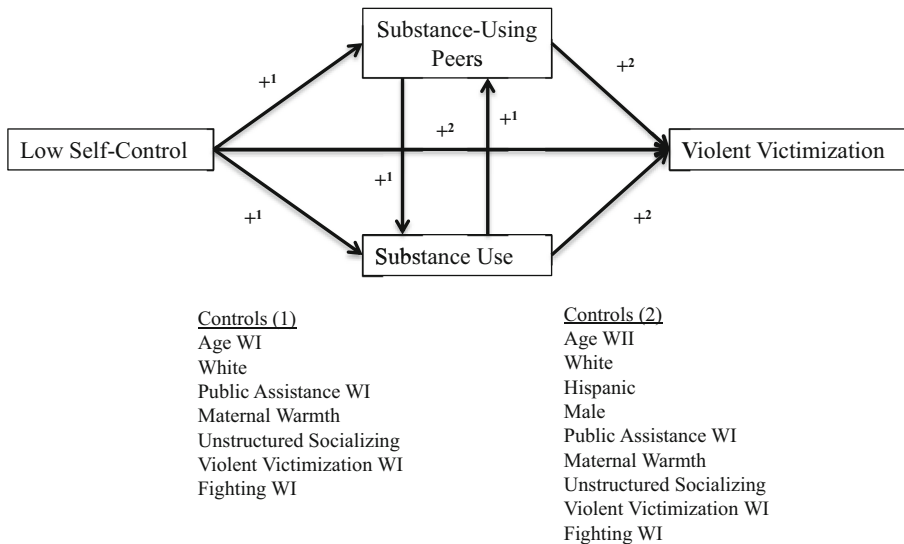 Substance-Using
Peers
+1
+2
+2
+1
Low Self-Control
Violent Victimization
+1
+1
+2
Substance Use
Controls (1)
Age WI
White
Public Assistance WI
Maternal Warmth
Unstructured Socializing
Violent Victimization WI
Fighting WI
Controls (2)
Age WII
White
Hispanic
Male
Public Assistance WI
Maternal Warmth
Unstructured Socializing
Violent Victimization WI
Fighting WI